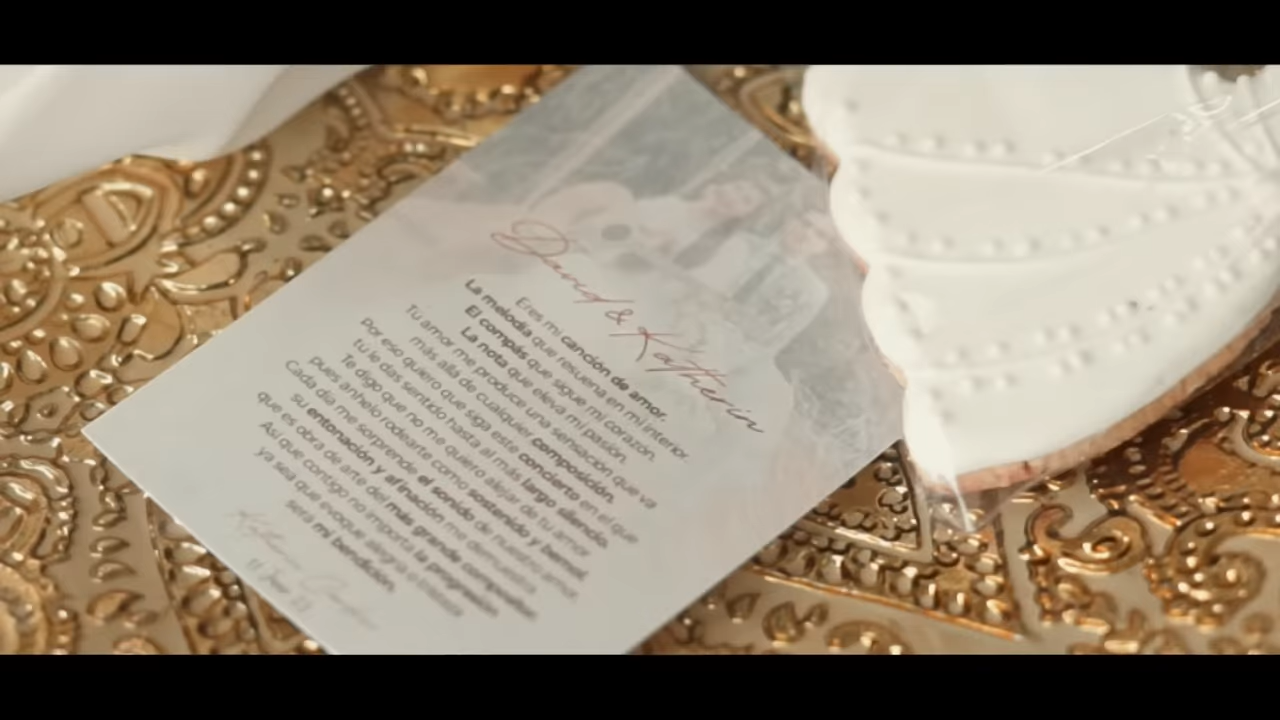 David & Katherin
Eres mi canción de amor.
La melodía que resuena en mi interior.
El compás que sigue mi corazón.
La nota que eleva mi pasión.
Tú amor me produce una sensación que va
más alla de cualquier composición.
Por eso quiero que siga este concierto en el que
tú le das sentido hasta al más largo silencio.
Te digo que no me quiero alejar de tu amor
pues anhelo rodearte como sostenido y bemol.
Cada día me sorprende el sonido de nuestro amor.
su entonación y afinación me demuestra
que es obra de arte del más grande compositor.
Así que contigo no importa la progresión
ya sea que evoque alegría o tristeza
será mi bendición.